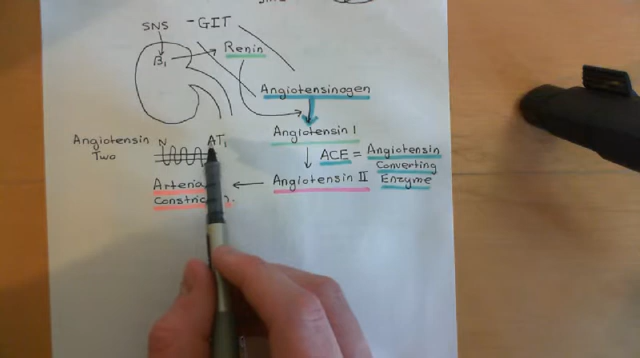 SNS
-GIT
β1
Renin
Angiotensinogen
Angiotensin I
ACE = Angiotensin
Converting
Enzyme
Angiotensin
Two
N
AT1
Angiotensin II